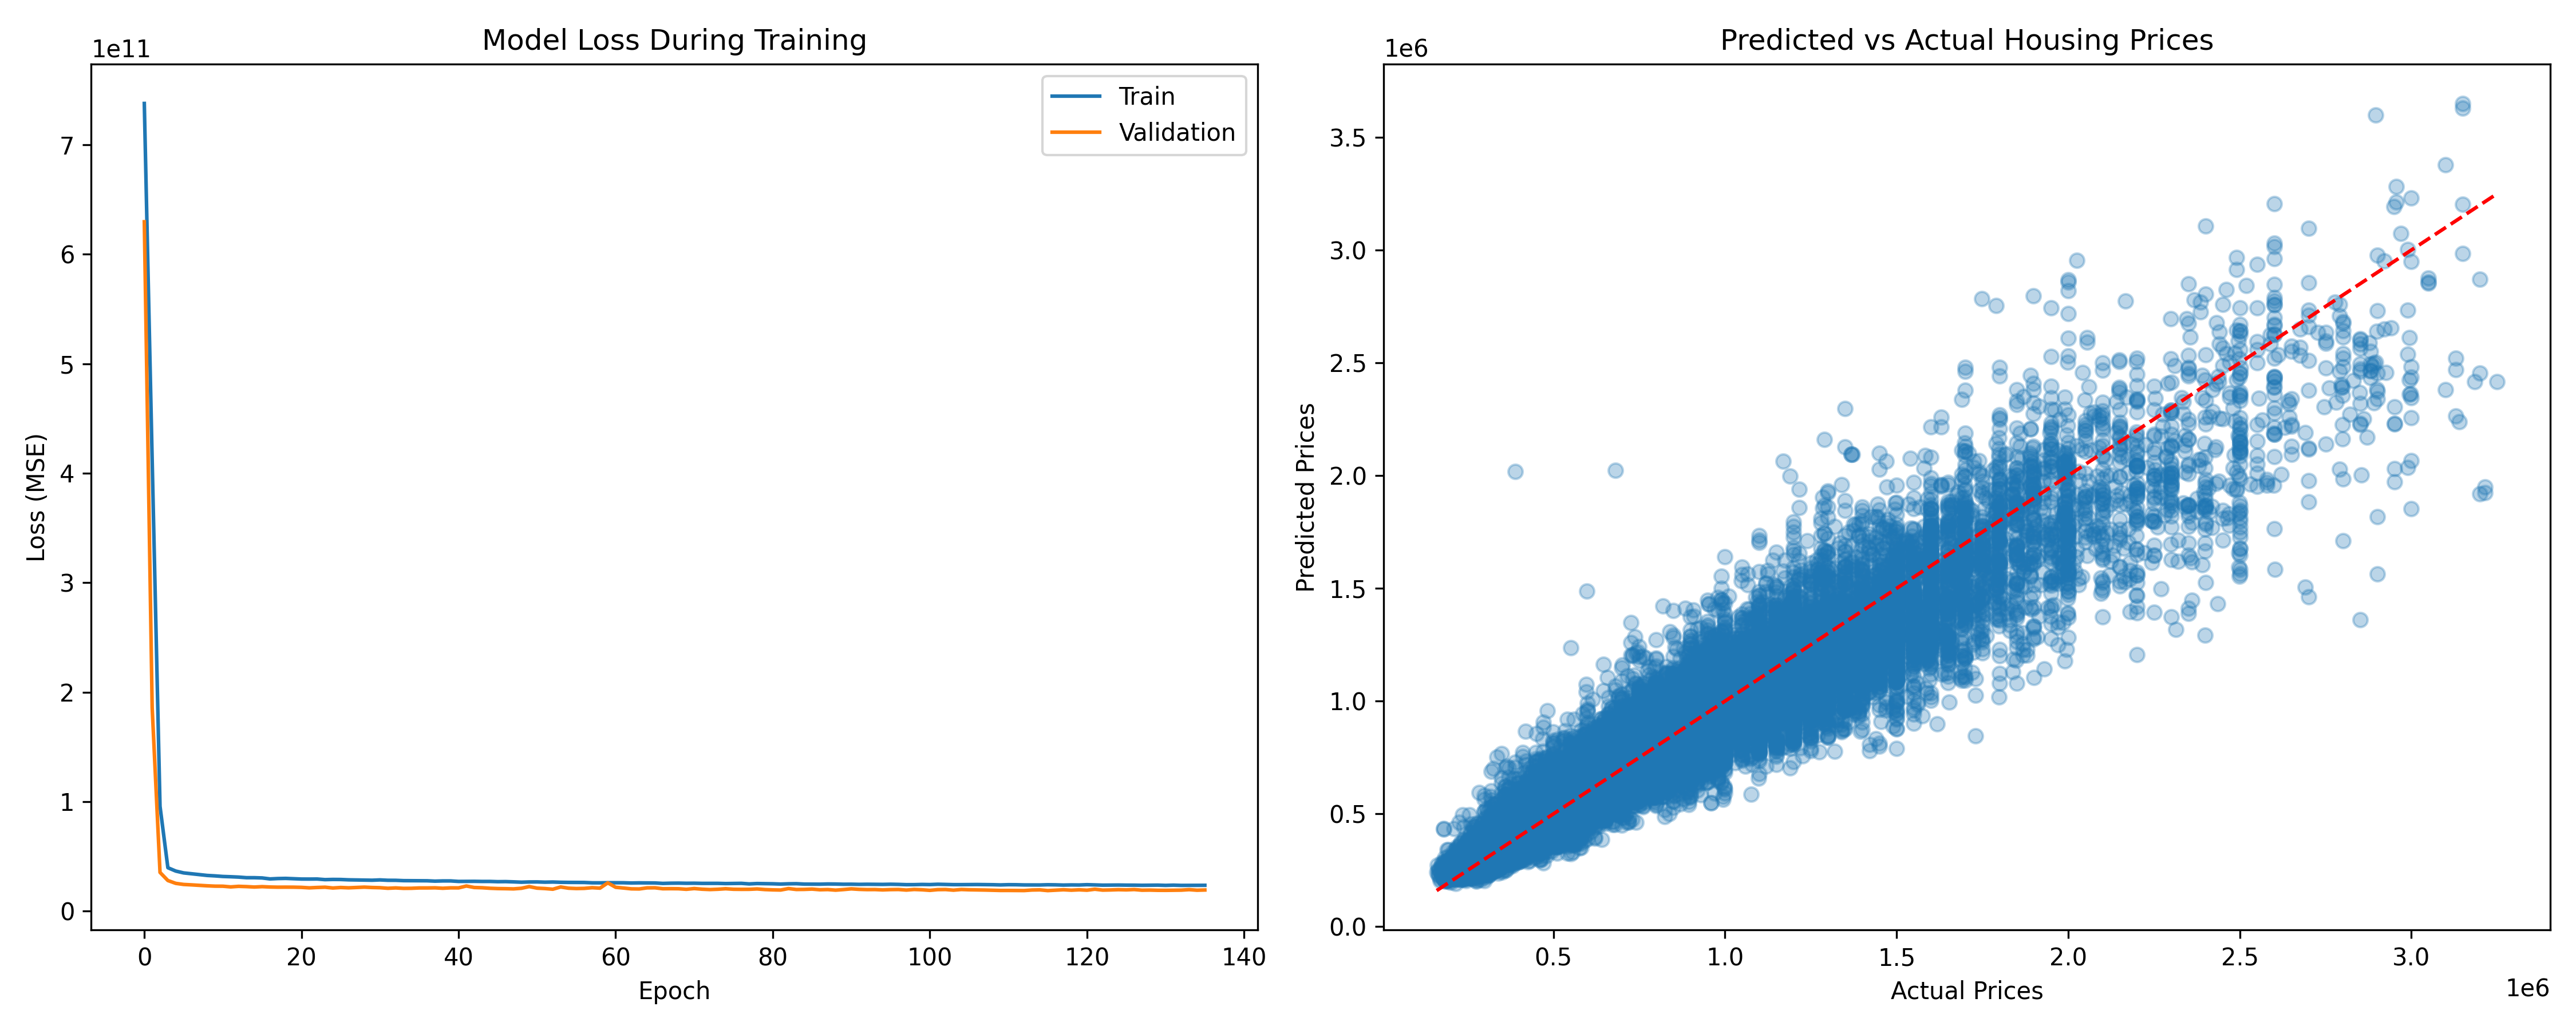 Model Loss During Training
1e11
Train
Validation
7
6
5
4
3
2
1
0
Loss (MSE)
0 20 40 60 80 100 120 140
Epoch
Predicted vs Actual Housing Prices
1e6
3.5
3.0
2.5
2.0
1.5
1.0
0.5
0.0
Predicted Prices
0.5 1.0 1.5 2.0 2.5 3.0
1e6
Actual Prices